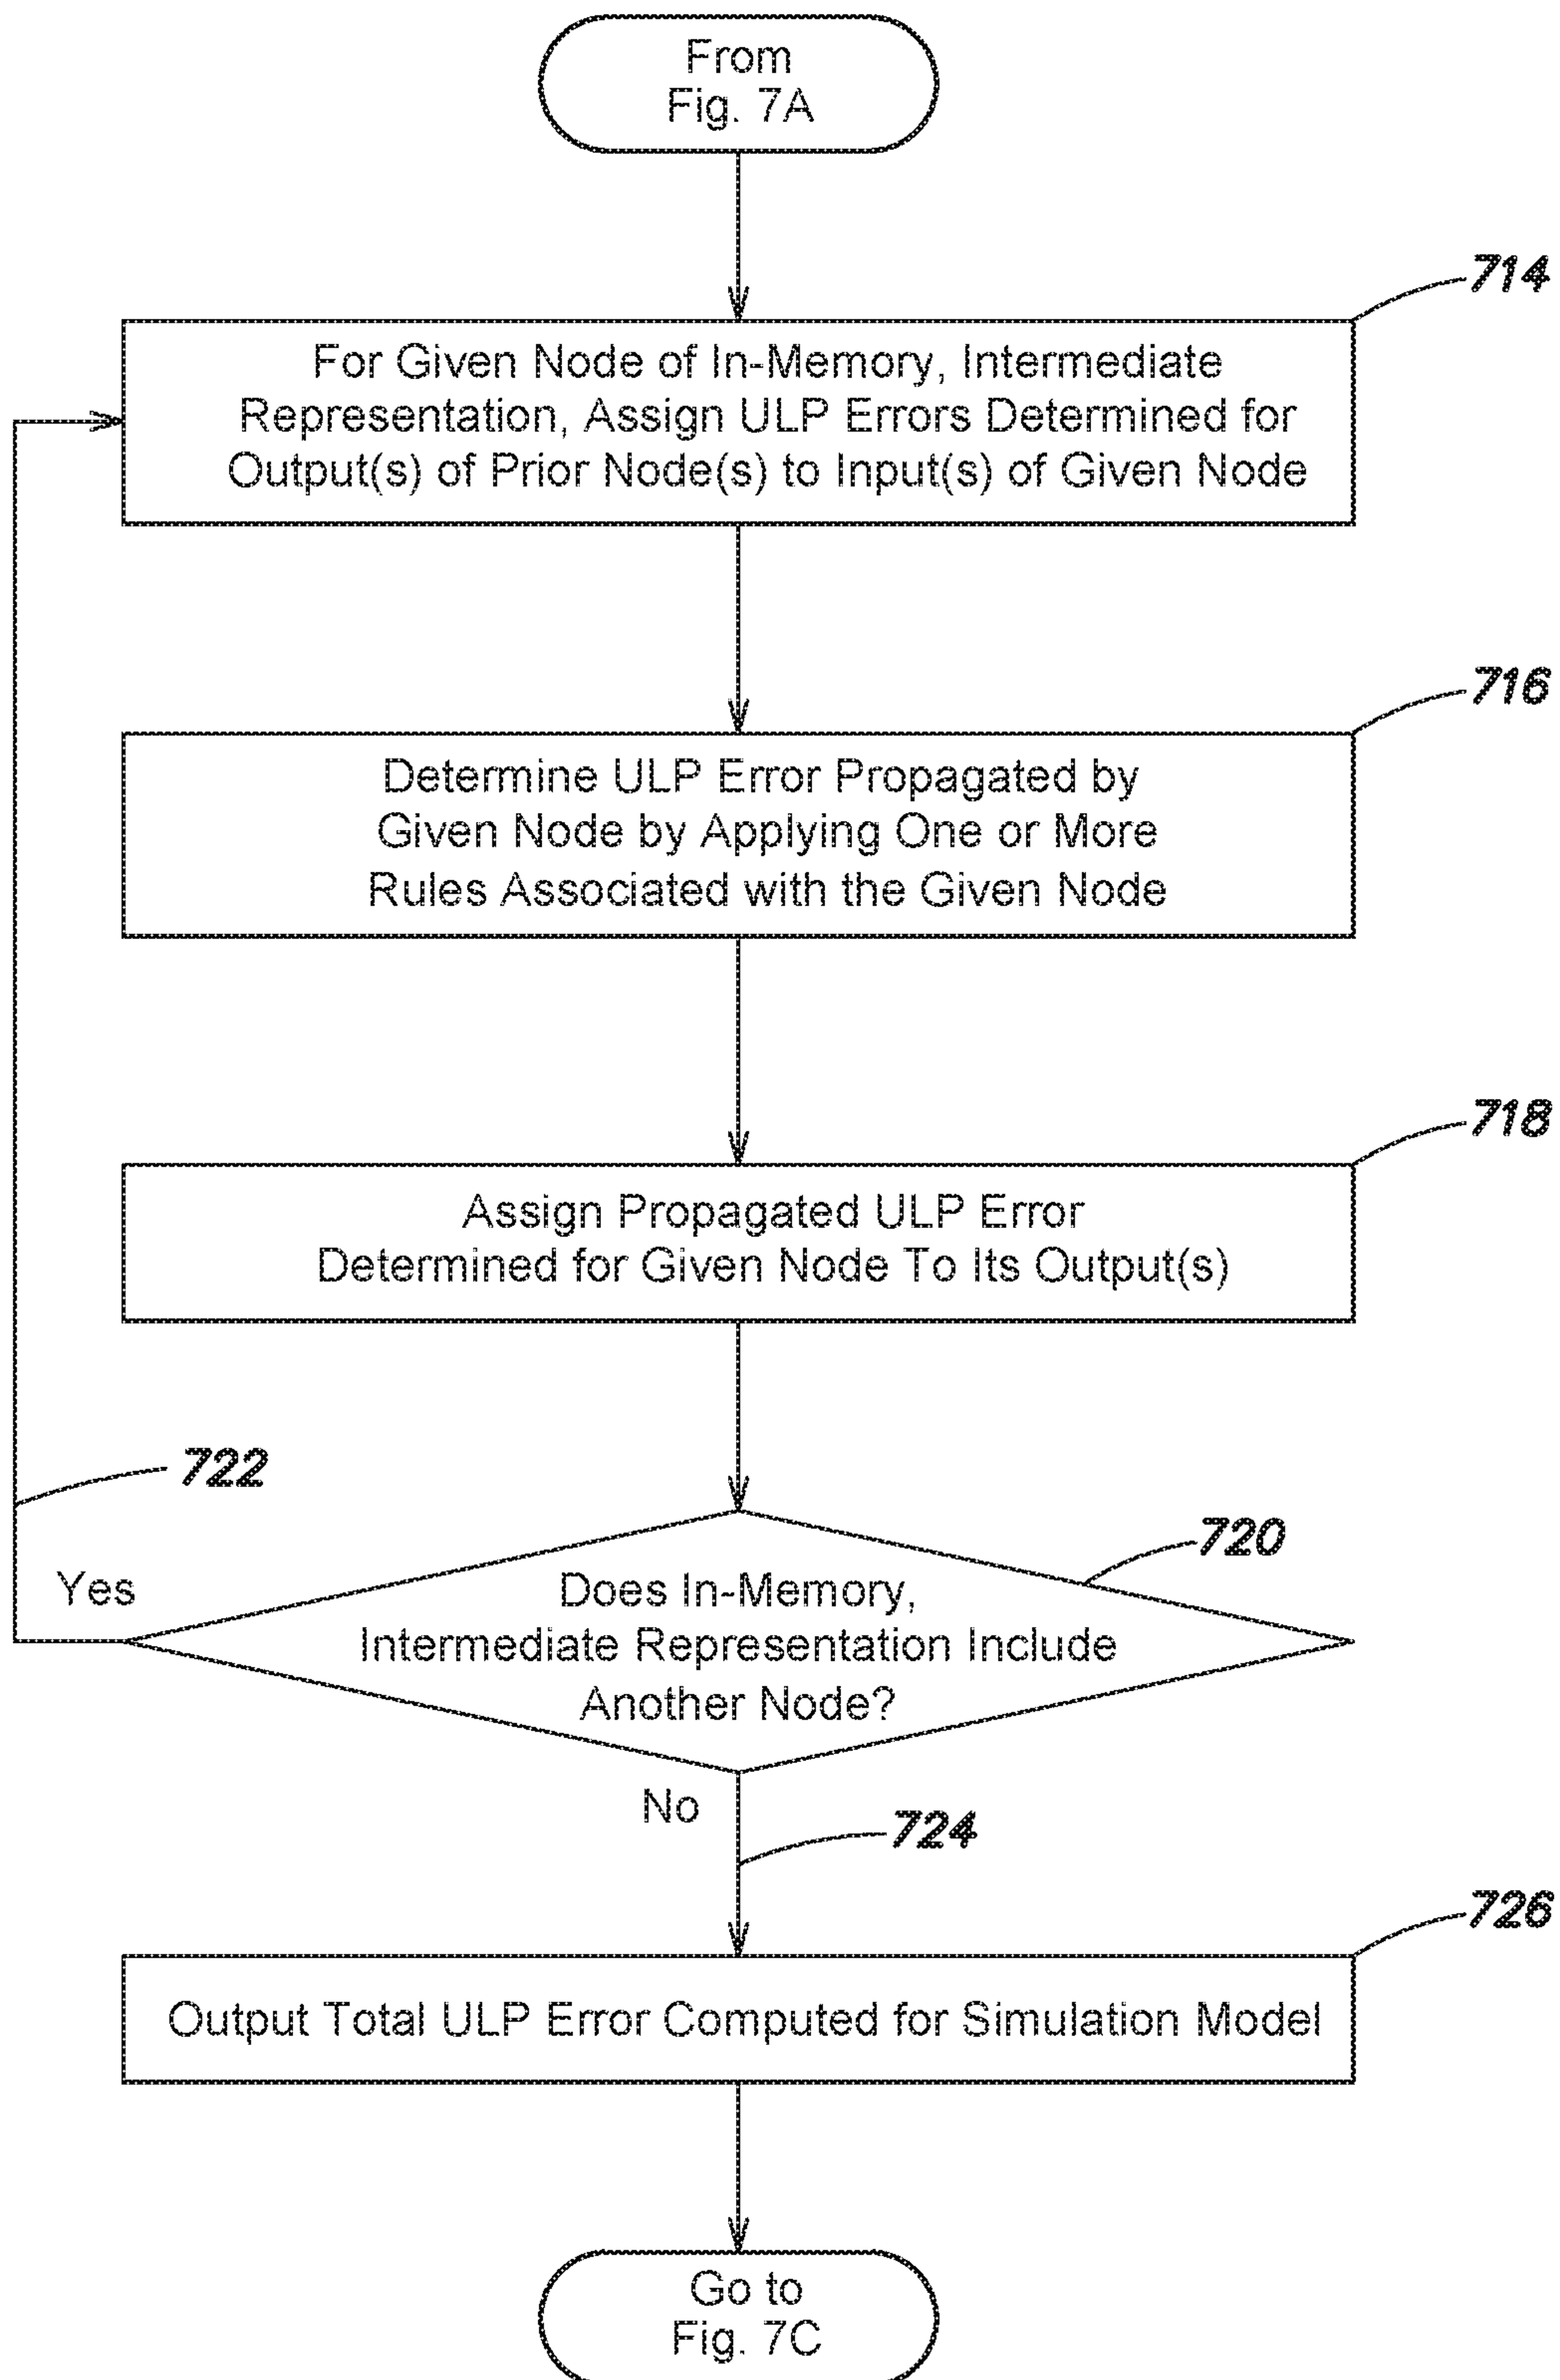 From
Fig. 7A
714
For Given Node of In-Memory, Intermediate
Representation, Assign ULP Errors Determined for
Output(s) of Prior Node(s) to Input(s) of Given Node
716
Determine ULP Error Propagated by
Given Node by Applying One or More
Rules Associated with the Given Node
718
Assign Propagated ULP Error
Determined for Given Node To Its Output(s)
722
720
Yes
Does In-Memory,
Intermediate Representation Include
Another Node?
No
724
726
Output Total ULP Error Computed for Simulation Model
Go to
Fig. 7C